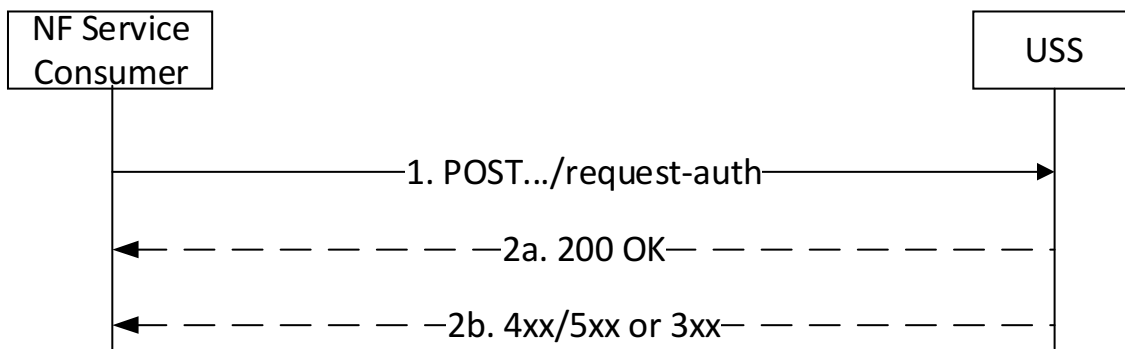 NF Service
Consumer
USS
1. POST.../request-auth
2a. 200 OK
2b. 4xx/5xx or 3xx